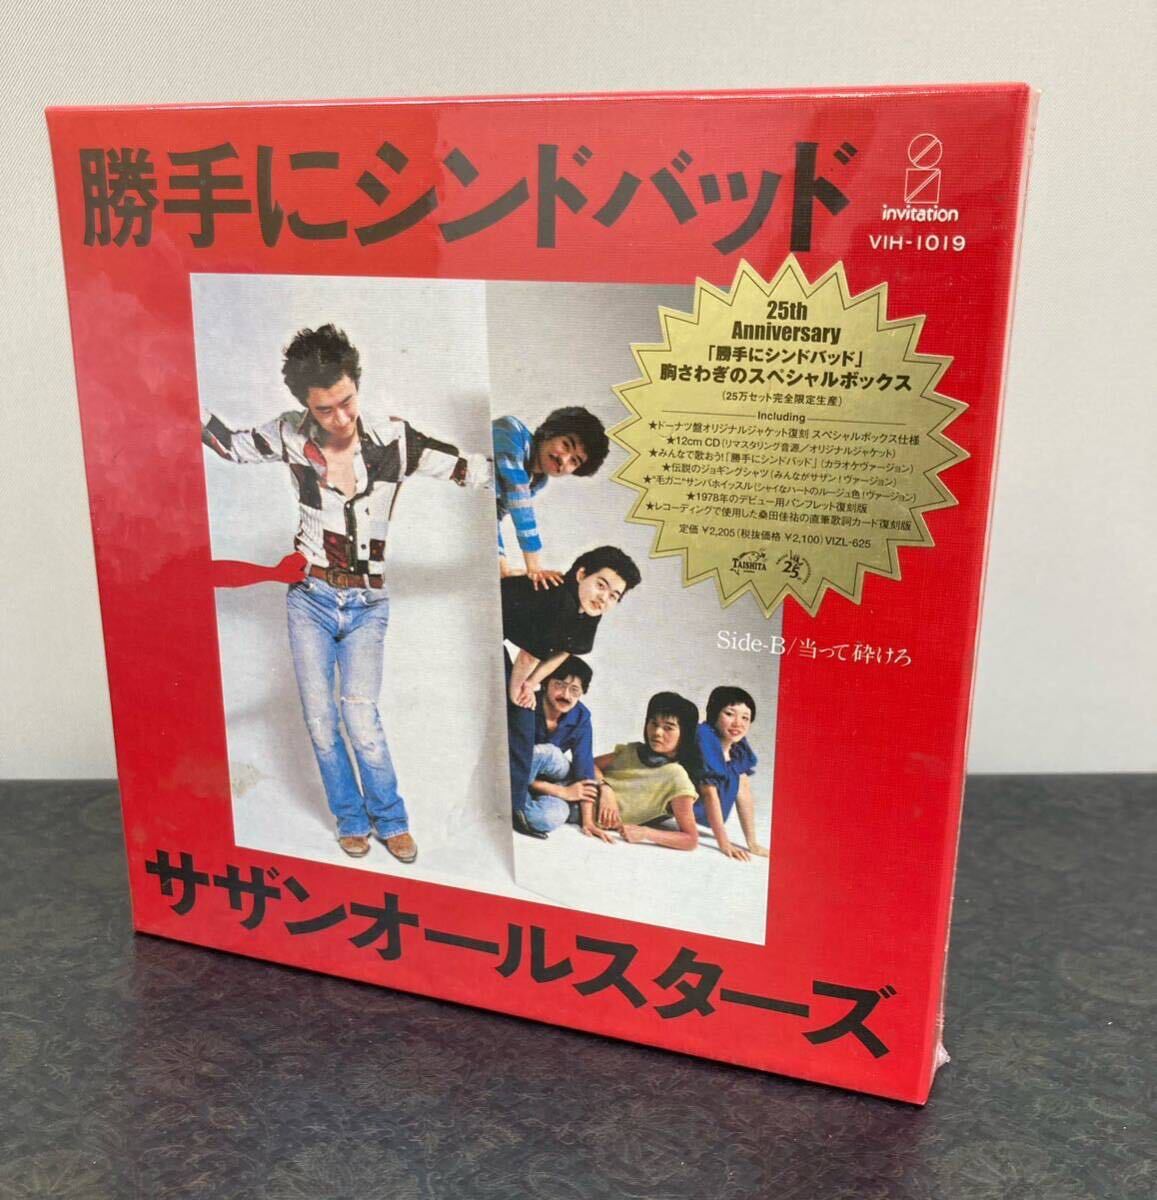 勝手にシンドバッド
invitation
VIH-1019
25th
Anniversary
「勝手にシンドバッド」
胸さわぎのスペシャルボックス
(25万セット完全限定生産)
Including
★ドーナツ盤オリジナルジャケット復刻 スペシャルボックス仕様
★12cm CD(リマスタリング音源/オリジナルジャケット)
★みんなで歌おう!「勝手にシンドバッド」(カラオケヴァージョン)
★伝説のジョギングシャツ(みんながサザン!ヴァージョン)
★"毛ガニ"サンバホイッスル(シャイなハートのルージュ色!ヴァージョン)
★1978年のデビュー用パンフレット復刻版
★レコーディングで使用した桑田佳祐の直筆歌詞カード復刻版
定価 ¥2,205(税抜価格 ¥2,100)VIZL-625
TAISHITA
25
Side-B/当って砕けろ
サザンオールスターズ